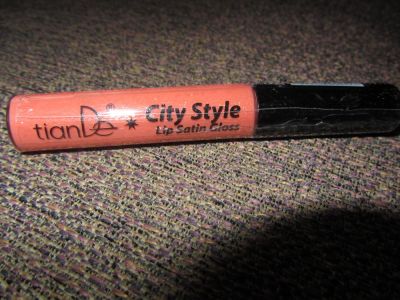 tianDe® City Style
Lip Satin Gloss